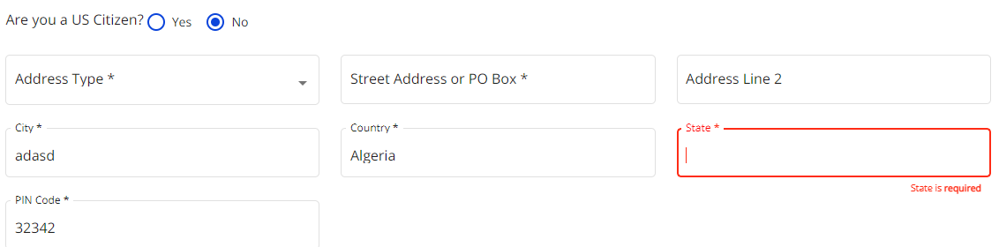 Are you a US Citizen? Yes No
Address Type * Street Address or PO Box * Address Line 2
City * Country * State *
adasd Algeria
State is required
PIN Code *
32342